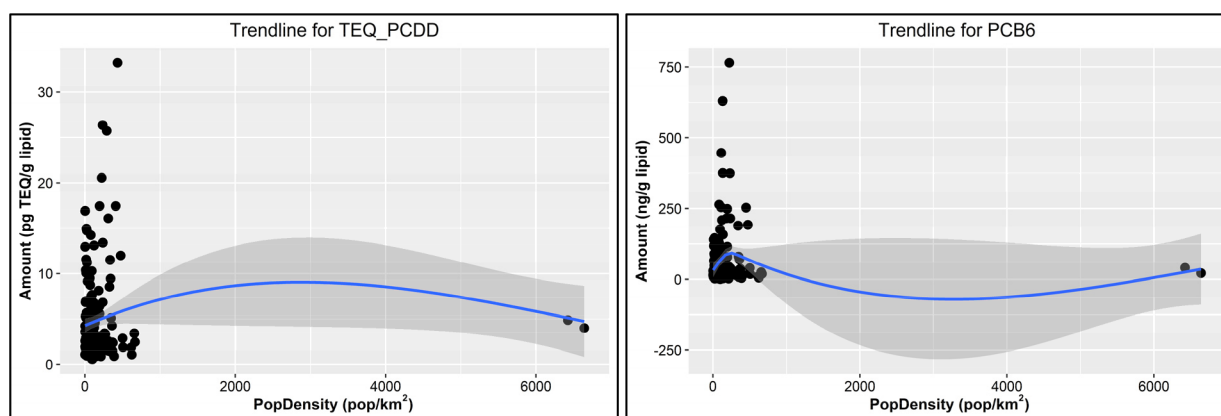 Trendline for TEQ_PCDD
Amount (pg TEQ/g lipid)
30
20
10
0
0 2000 4000 6000
PopDensity (pop/km²)
Trendline for PCB6
Amount (ng/g lipid)
750
500
250
0
-250
0 2000 4000 6000
PopDensity (pop/km²)